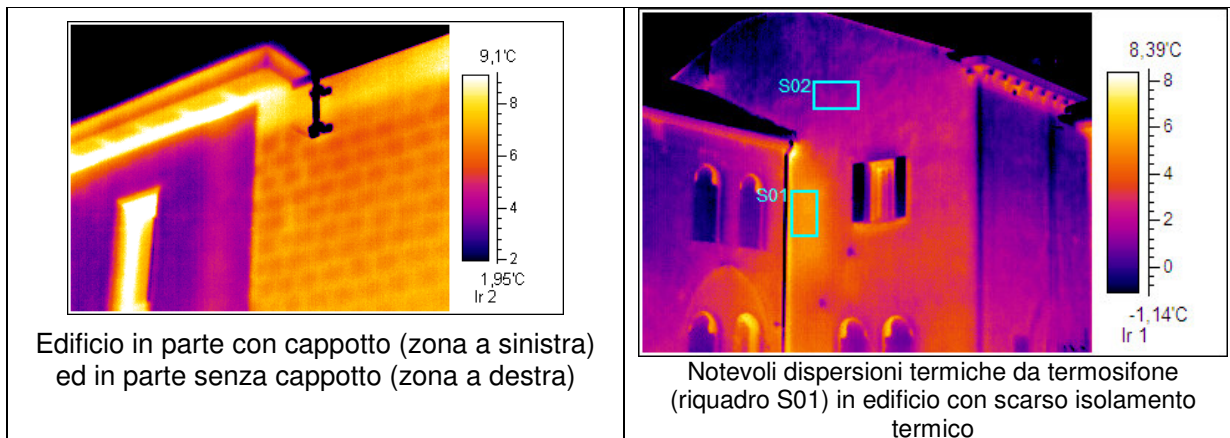 9,1°C
8
6
4
2
1,95°C
Ir 2
Edificio in parte con cappotto (zona a sinistra)
ed in parte senza cappotto (zona a destra)
S02
S01
8,39°C
8
6
4
2
0
-1,14°C
Ir 1
Notevoli dispersioni termiche da termosifone
(riquadro S01) in edificio con scarso isolamento
termico